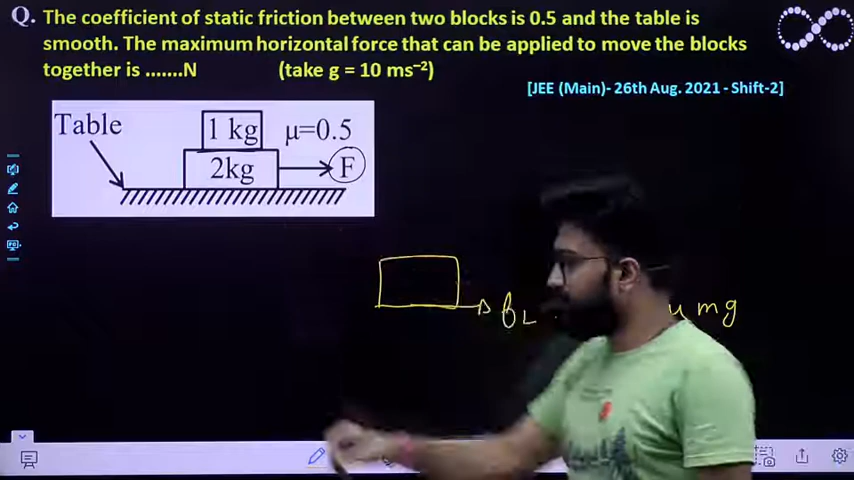 Q. The coefficient of static friction between two blocks is 0.5 and the table is
smooth. The maximum horizontal force that can be applied to move the blocks
together is .......N (take g = 10 ms⁻²)
[JEE (Main)- 26th Aug. 2021 - Shift-2]
Table
1 kg μ=0.5
2kg F
f L μ m g